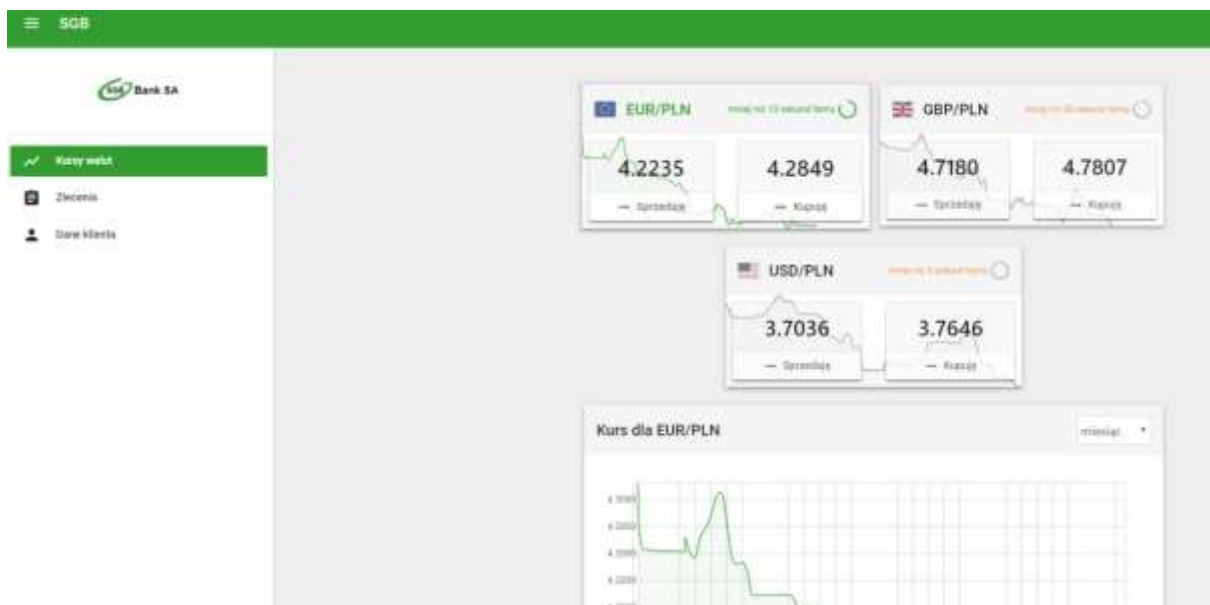 SGB
SGB Bank SA
Kursy walut
Zlecenia
Dane klienta
EUR/PLN
4.2235
4.2849
— Sprzedaję
— Kupuję
GBP/PLN
4.7180
4.7807
— Sprzedaję
— Kupuję
USD/PLN
3.7036
3.7646
— Sprzedaję
— Kupuję
Kurs dla EUR/PLN
miesiąc